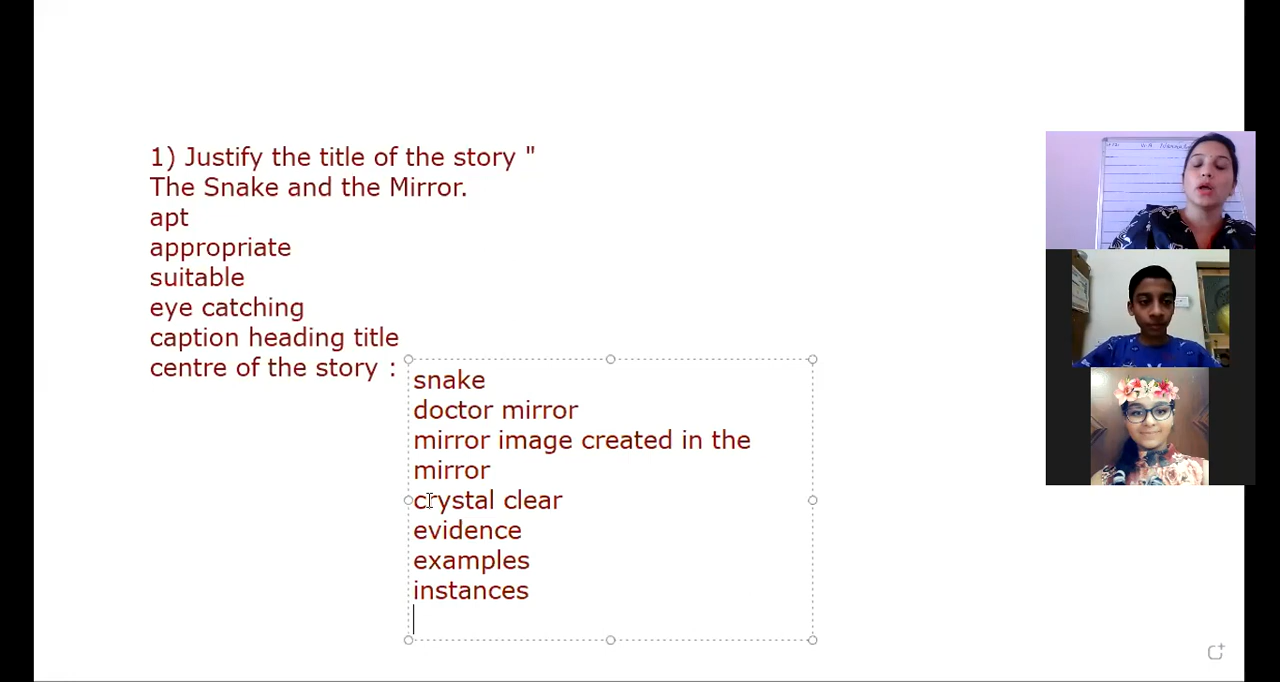 1) Justify the title of the story "
The Snake and the Mirror.
apt
appropriate
suitable
eye catching
caption heading title
centre of the story :
snake
doctor mirror
mirror image created in the
mirror
crystal clear
evidence
examples
instances